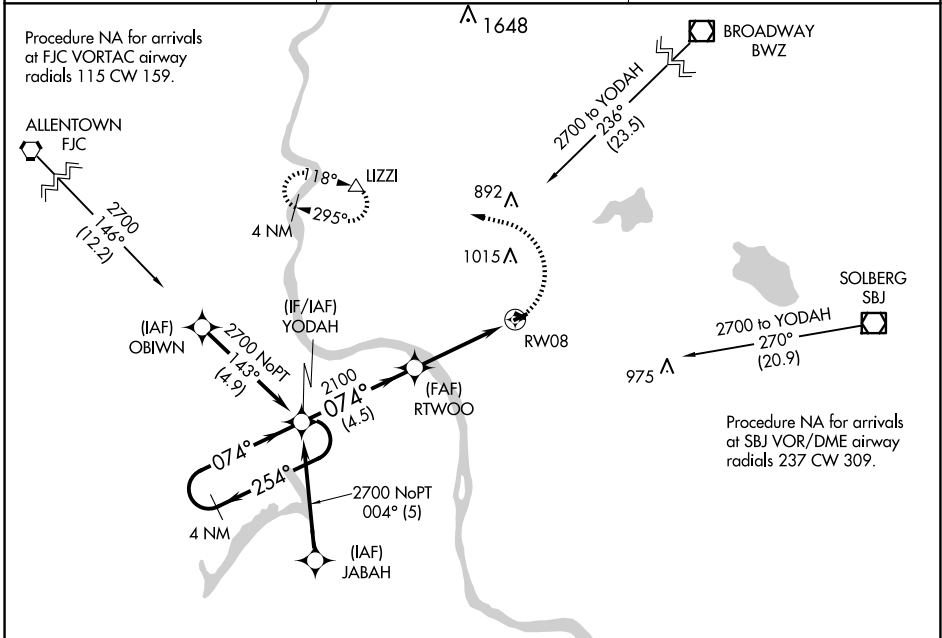 1648
Procedure NA for arrivals
at FJC VORTAC airway
radials 115 CW 159.
BROADWAY
BWZ
2700 to YODAH
236°
(23.5)
ALLENTOWN
FJC
2700
146°
(12.2)
118°
LIZZI
295°
4 NM
892
1015
RW08
SOLBERG
SBJ
2700 to YODAH
270°
(20.9)
975
(IAF)
OBIWN
2700 NoPT
143°
(4.9)
(IF/IAF)
YODAH
2100
074°
(4.5)
(FAF)
RTWOO
074°
254°
4 NM
2700 NoPT
004° (5)
(IAF)
JABAH
Procedure NA for arrivals
at SBJ VOR/DME airway
radials 237 CW 309.